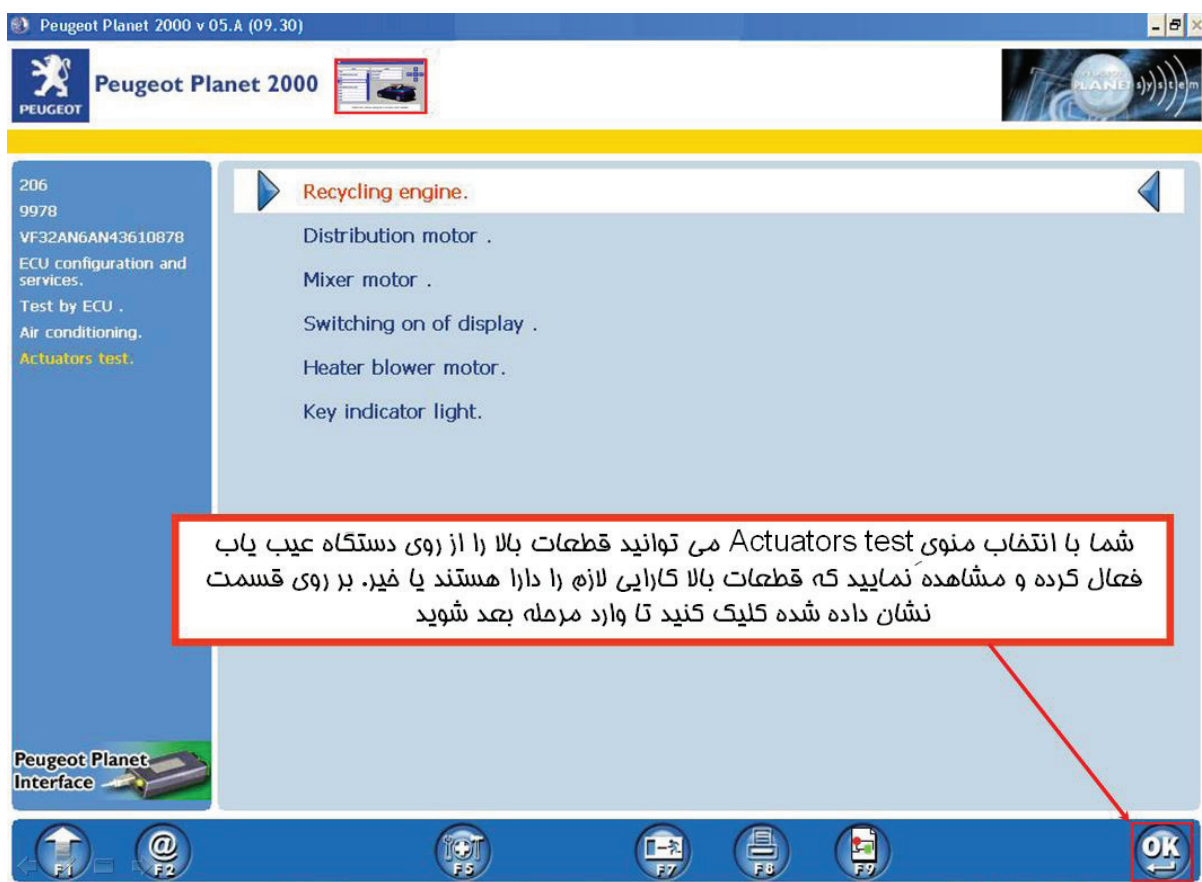 Peugeot Planet 2000 v 05.A (09.30)
PEUGEOT
Peugeot Planet 2000
PLANET s)y)s)t)e)m
206
9978
VF32AN6AN43610878
ECU configuration and
services.
Test by ECU .
Air conditioning.
Actuators test.
Recycling engine.
Distribution motor .
Mixer motor .
Switching on of display .
Heater blower motor.
Key indicator light.
شما با انتخاب منوی Actuators test می توانید قطعات بالا را از روی دستگاه عیب یاب
فعال کرده و مشاهده نمایید که قطعات بالا کارایی لازم را دارا هستند یا خیر. بر روی قسمت
نشان داده شده کلیک کنید تا وارد مرحله بعد شوید
Peugeot Planet
Interface
F1
@
F2
F5
F7
F8
F9
OK